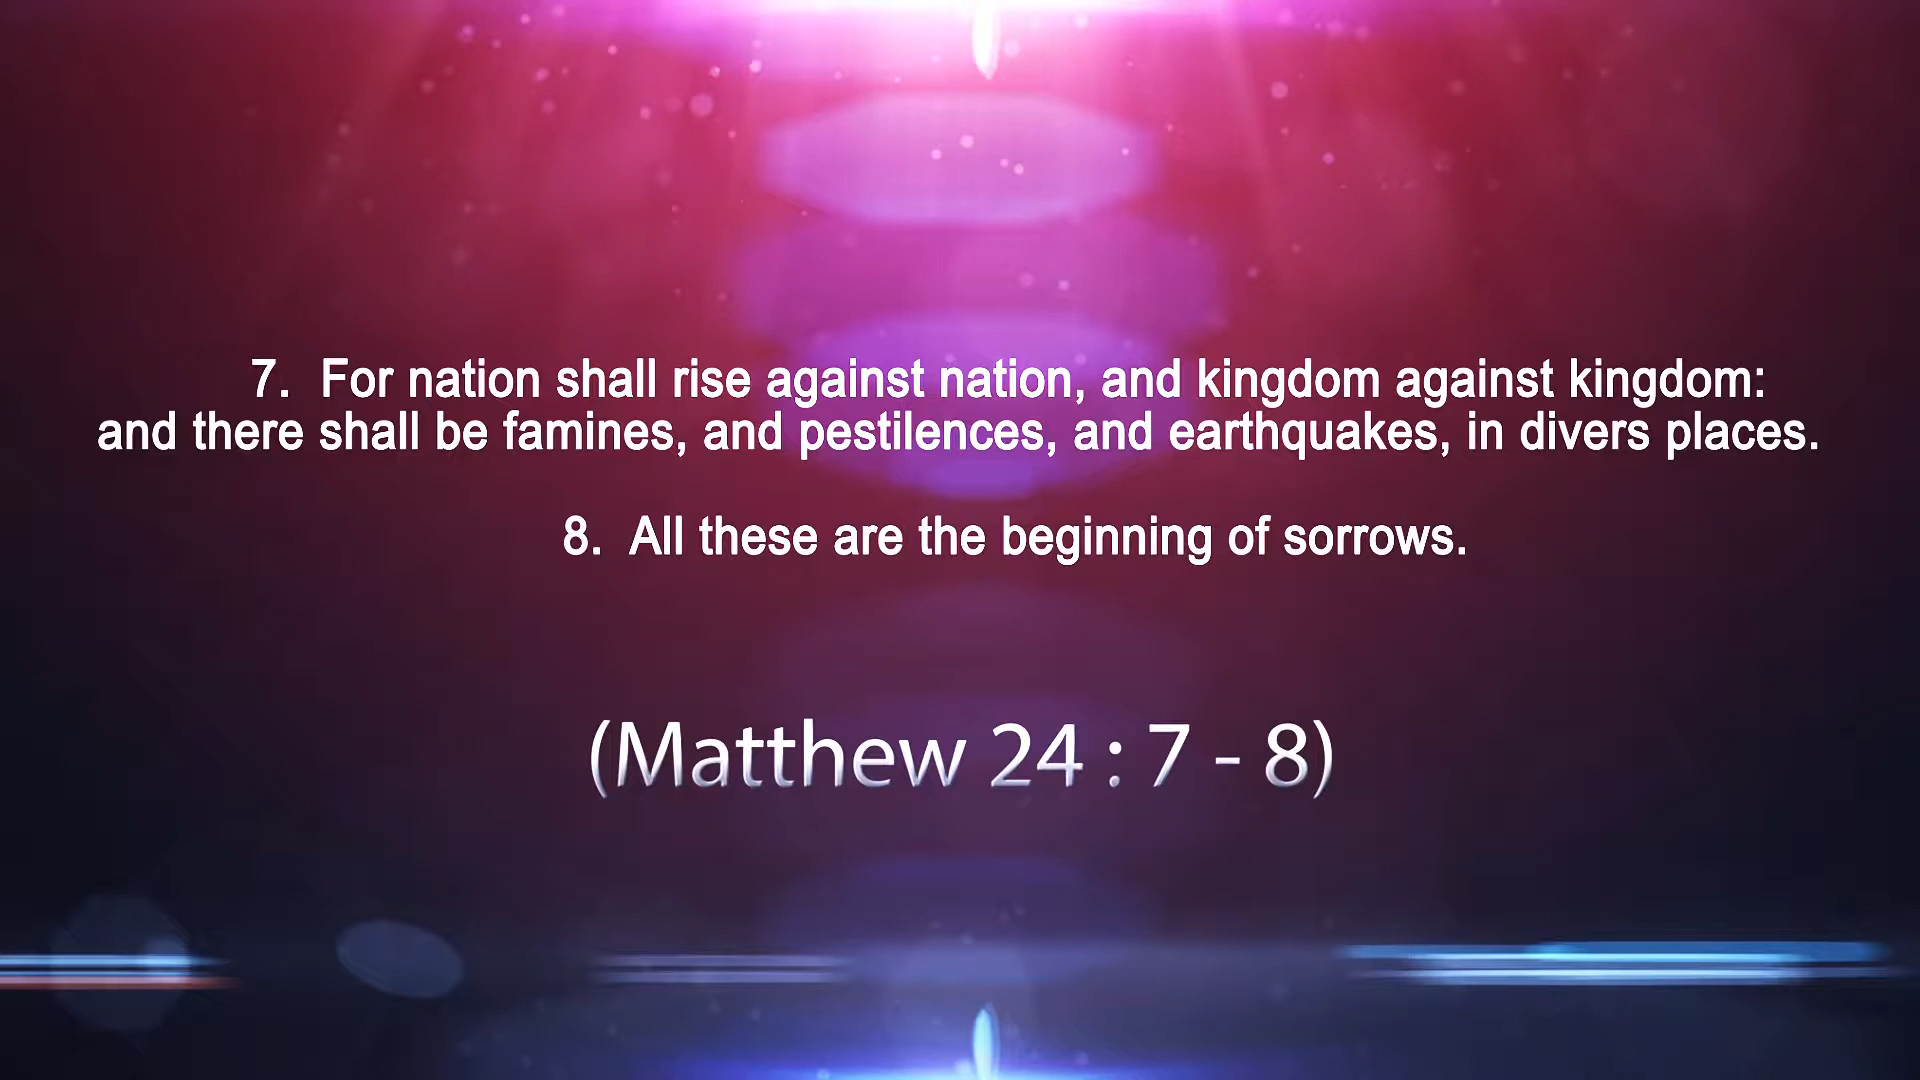 7.  For nation shall rise against nation, and kingdom against kingdom:
and there shall be famines, and pestilences, and earthquakes, in divers places.
8.  All these are the beginning of sorrows.
(Matthew 24 : 7 - 8)